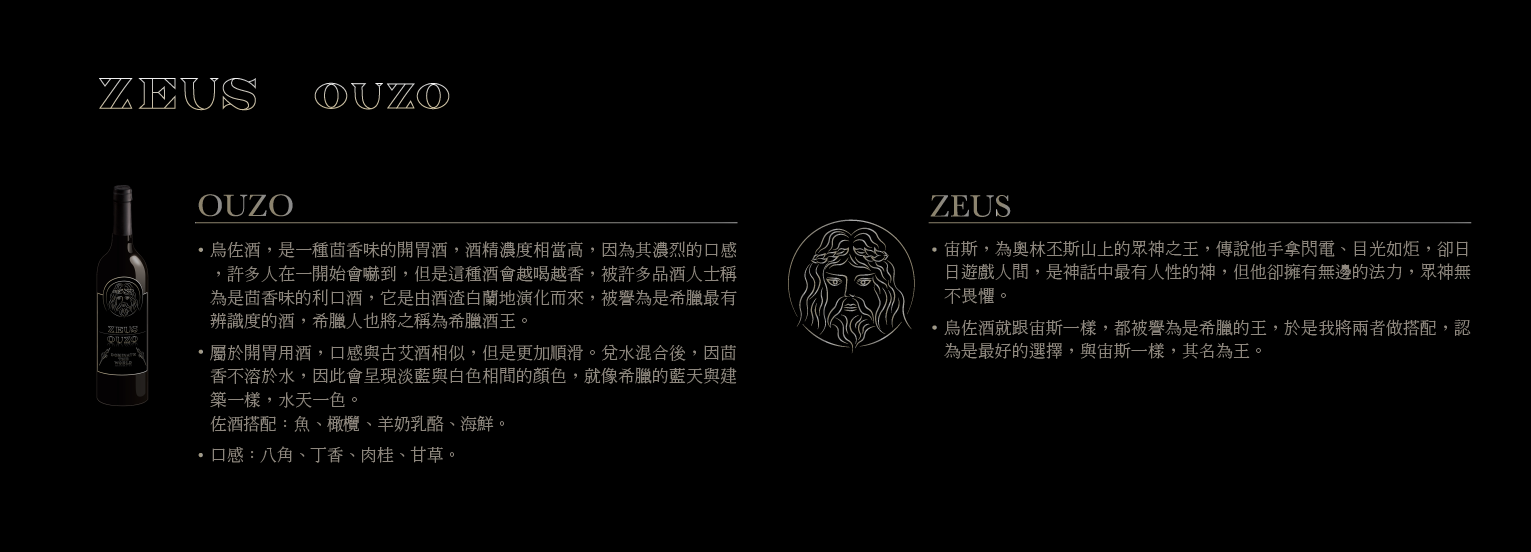 ZEUS OUZO
OUZO
• 烏佐酒，是一種茴香味的開胃酒，酒精濃度相當高，因為其濃烈的口感
，許多人在一開始會嚇到，但是這種酒會越喝越香，被許多品酒人士稱
為是茴香味的利口酒，它是由酒渣白蘭地演化而來，被譽為是希臘最有
辨識度的酒，希臘人也將之稱為希臘酒王。
• 屬於開胃用酒，口感與古艾酒相似，但是更加順滑。兌水混合後，因茴
香不溶於水，因此會呈現淡藍與白色相間的顏色，就像希臘的藍天與建
築一樣，水天一色。
佐酒搭配：魚、橄欖、羊奶乳酪、海鮮。
• 口感：八角、丁香、肉桂、甘草。
ZEUS
• 宙斯，為奧林丕斯山上的眾神之王，傳說他手拿閃電、目光如炬，卻日
日遊戲人間，是神話中最有人性的神，但他卻擁有無邊的法力，眾神無
不畏懼。
• 烏佐酒就跟宙斯一樣，都被譽為是希臘的王，於是我將兩者做搭配，認
為是最好的選擇，與宙斯一樣，其名為王。
ZEUS
OUZO